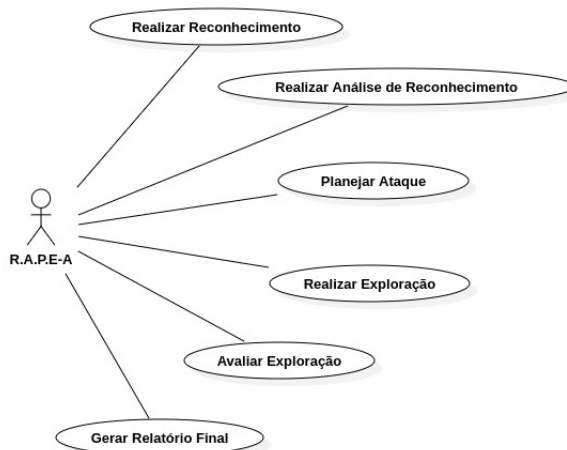 Realizar Reconhecimento
Realizar Análise de Reconhecimento
Planejar Ataque
R.A.P.E-A
Realizar Exploração
Avaliar Exploração
Gerar Relatório Final